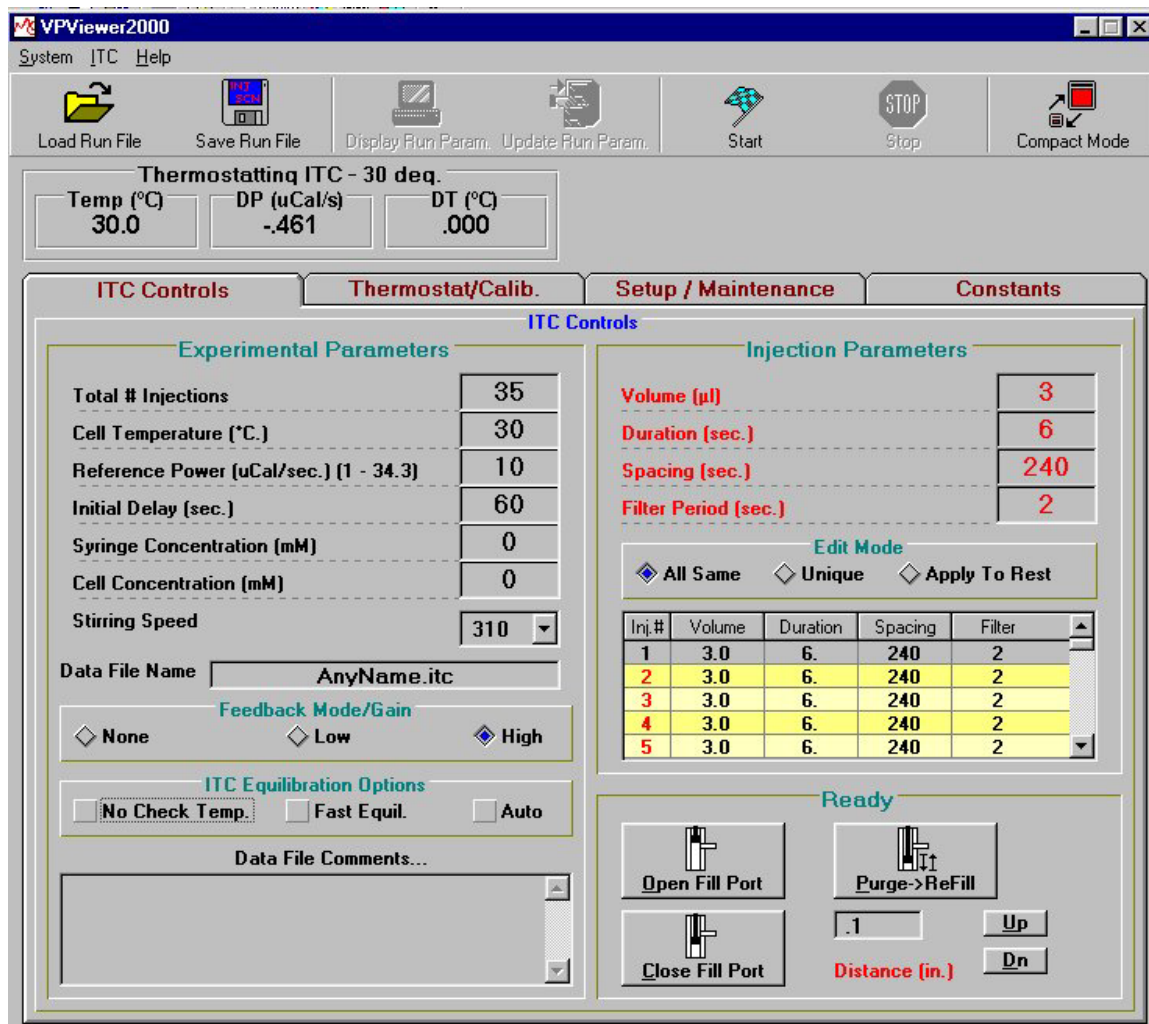 VPViewer2000
System ITC Help
Load Run File Save Run File Display Run Param. Update Run Param. Start Stop Compact Mode
INJ
SCN
STOP
Thermostatting ITC - 30 deg.
Temp (ºC) DP (uCal/s) DT (ºC)
30.0 -.461 .000
ITC Controls Thermostat/Calib. Setup / Maintenance Constants
ITC Controls
Experimental Parameters
Total # Injections 35
Cell Temperature (°C.) 30
Reference Power (uCal/sec.) (1 - 34.3) 10
Initial Delay (sec.) 60
Syringe Concentration (mM) 0
Cell Concentration (mM) 0
Stirring Speed 310
Data File Name AnyName.itc
Feedback Mode/Gain
None Low High
ITC Equilibration Options
No Check Temp. Fast Equil. Auto
Data File Comments...
Injection Parameters
Volume (µl) 3
Duration (sec.) 6
Spacing (sec.) 240
Filter Period (sec.) 2
Edit Mode
All Same Unique Apply To Rest
Inj.# Volume Duration Spacing Filter
1 3.0 6. 240 2
2 3.0 6. 240 2
3 3.0 6. 240 2
4 3.0 6. 240 2
5 3.0 6. 240 2
Ready
Open Fill Port Purge->ReFill
.1 Up
Close Fill Port Distance (in.) Dn